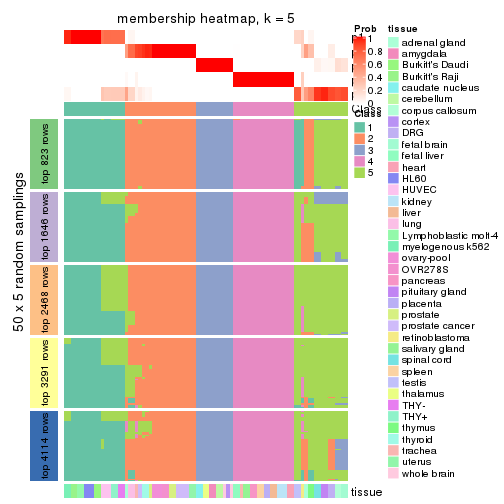 membership heatmap, k = 5
50 x 5 random samplings
top 823 rows
top 1646 rows
top 2468 rows
top 3291 rows
top 4114 rows
Prob
1
0.8
0.6
0.4
0.2
0
Class
Class
1
2
3
4
5
tissue
tissue
adrenal gland
amygdala
Bukitt's Daudi
Bukitt's Raji
caudate nucleus
cerebellum
corpus callosum
cortex
DRG
fetal brain
fetal liver
heart
HL60
HUVEC
kidney
liver
lung
Lymphoblastic molt-4
myelogenous k562
ovary-pool
OVR278S
pancreas
pituitary gland
placenta
prostate
prostate cancer
retinoblastoma
salivary gland
spinal cord
spleen
testis
thalamus
THY-
THY+
thymus
thyroid
trachea
uterus
whole brain